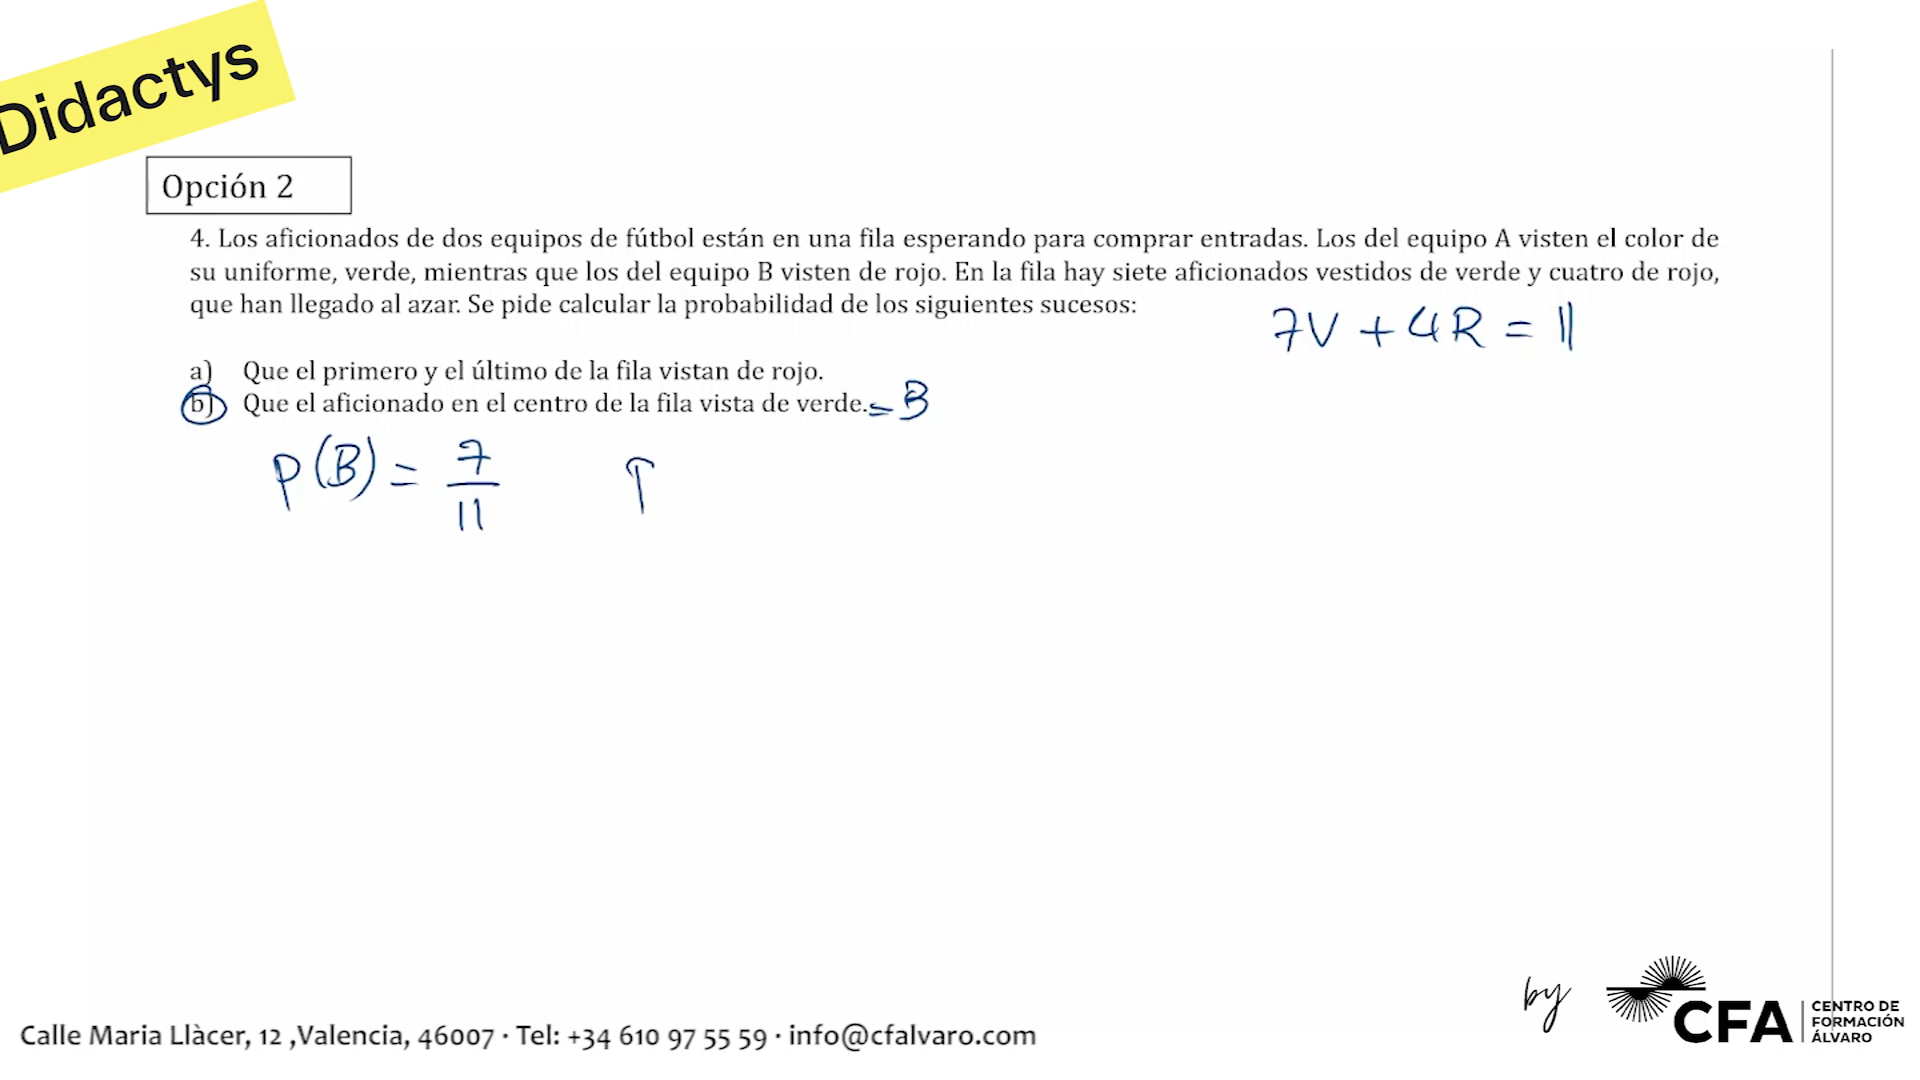 Didactys
Opción 2
4. Los aficionados de dos equipos de fútbol están en una fila esperando para comprar entradas. Los del equipo A visten el color de
su uniforme, verde, mientras que los del equipo B visten de rojo. En la fila hay siete aficionados vestidos de verde y cuatro de rojo,
que han llegado al azar. Se pide calcular la probabilidad de los siguientes sucesos:
7V + 4R = 11
a) Que el primero y el último de la fila vistan de rojo.
b) Que el aficionado en el centro de la fila vista de verde. = B
P(B) = 7/11 P
by
CFA
CENTRO DE
FORMACIÓN
ÁLVARO
Calle Maria Llàcer, 12 ,Valencia, 46007 · Tel: +34 610 97 55 59 · info@cfalvaro.com